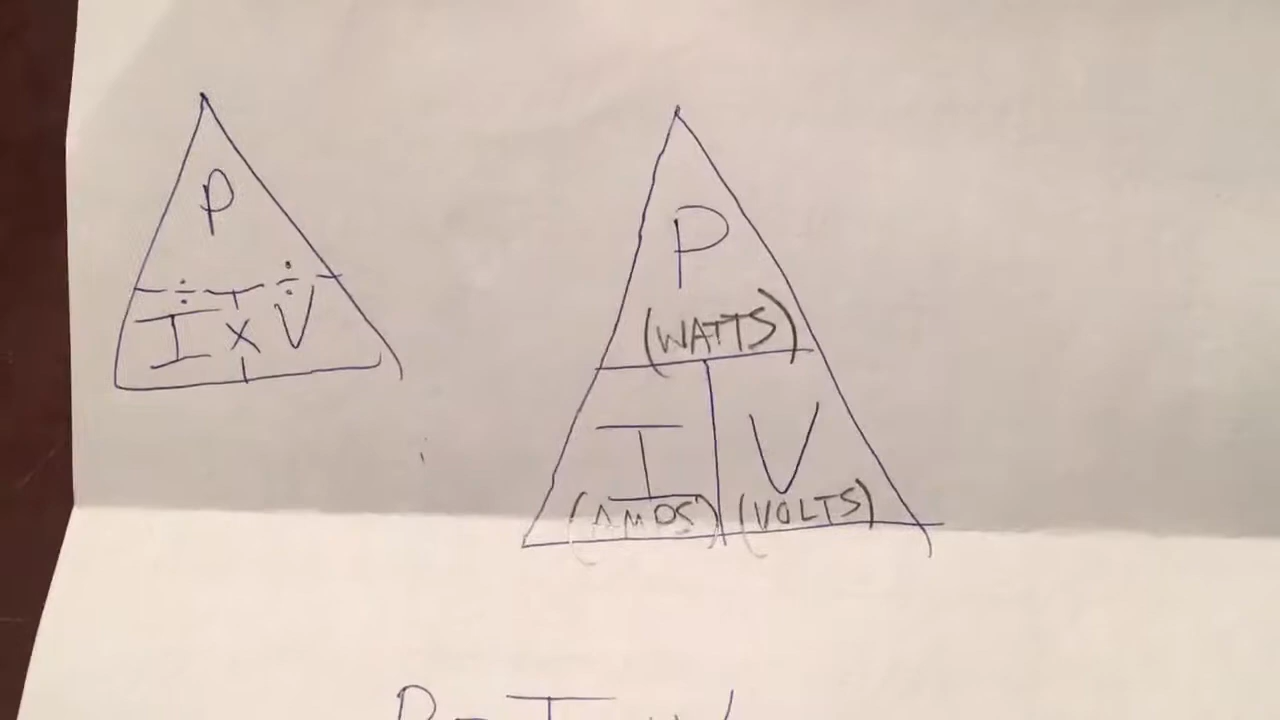 P
÷ ÷
I x V
P
(WATTS)
I V
(AMPS) (VOLTS)